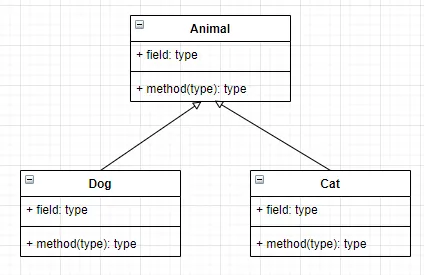 Animal
+ field: type
+ method(type): type
Dog
+ field: type
+ method(type): type
Cat
+ field: type
+ method(type): type